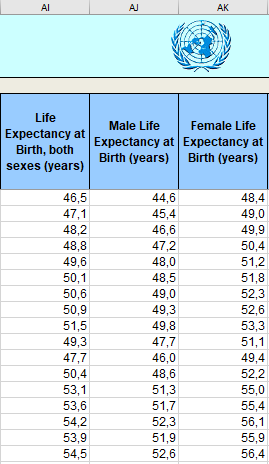 AI AJ AK
Life
Expectancy at
Birth, both
sexes (years)
Male Life
Expectancy at
Birth (years)
Female Life
Expectancy at
Birth (years)
46,5 44,6 48,4
47,1 45,4 49,0
48,2 46,6 49,9
48,8 47,2 50,4
49,6 48,0 51,2
50,1 48,5 51,8
50,6 49,0 52,3
50,9 49,3 52,6
51,5 49,8 53,3
49,3 47,7 51,1
47,7 46,0 49,4
50,4 48,6 52,2
53,1 51,3 55,0
53,6 51,7 55,4
54,2 52,3 56,1
53,9 51,9 55,9
54,5 52,6 56,4